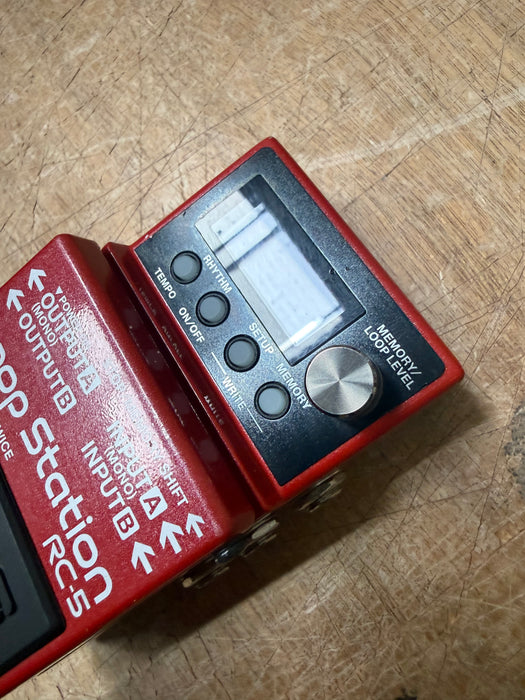 MEMORY/
LOOP LEVEL
RHYTHM
SETUP
MEMORY
TEMPO
ON/OFF
WRITE
OUTPUT A
(MONO)
OUTPUT B
INPUT A
(MONO)
INPUT B
SHIFT
Station
RC-5